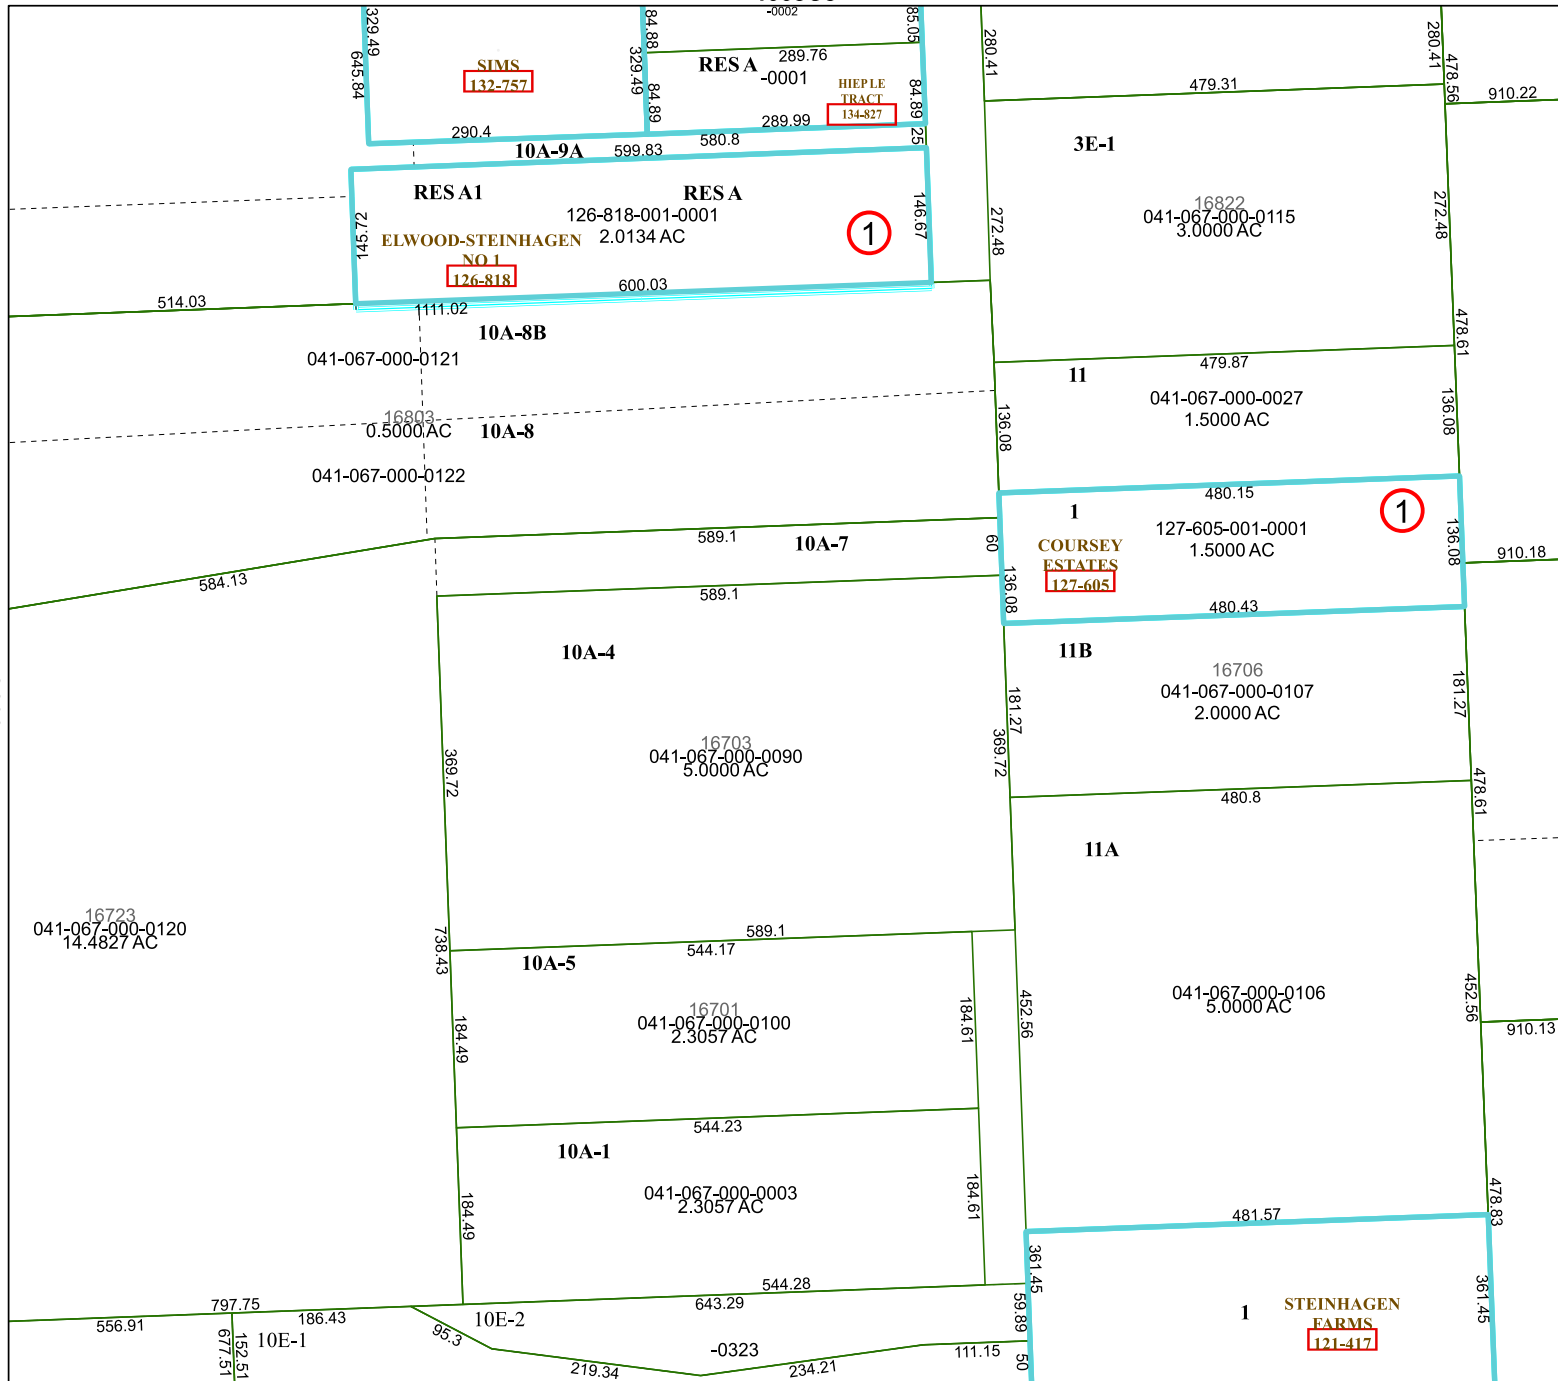 -0002
329.49
645.84
SIMS
132-757
290.4
84.88
329.49
84.89
RES A
289.76
-0001
HIEP LE
TRACT
134-827
289.99
85.05
84.89
25
280.41
280.41
478.56
910.22
479.31
10A-9A
599.83
580.8
3E-1
RES A1
RES A
126-818-001-0001
2.0134 AC
1
146.67
145.72
ELWOOD-STEINHAGEN
NO 1
126-818
600.03
1111.02
514.03
272.48
16822
041-067-000-0115
3.0000 AC
272.48
10A-8B
041-067-000-0121
478.61
479.87
11
041-067-000-0027
1.5000 AC
136.08
136.08
16803
0.5000 AC
10A-8
041-067-000-0122
480.15
1
127-605-001-0001
1.5000 AC
1
136.08
COURSEY
ESTATES
127-605
480.43
589.1
10A-7
60
136.08
910.18
584.13
589.1
10A-4
11B
16706
041-067-000-0107
2.0000 AC
181.27
181.27
369.72
369.72
16703
041-067-000-0090
5.0000 AC
478.61
480.8
11A
16723
041-067-000-0120
14.4827 AC
738.43
589.1
544.17
10A-5
16701
041-067-000-0100
2.3057 AC
184.49
184.61
452.56
041-067-000-0106
5.0000 AC
452.56
910.13
544.23
10A-1
041-067-000-0003
2.3057 AC
184.49
184.61
478.83
481.57
361.45
361.45
544.28
643.29
797.75
556.91
186.43
677.51
152.51
10E-1
95.3
10E-2
59.89
-0323
219.34
234.21
111.15
50
1
STEINHAGEN
FARMS
121-417